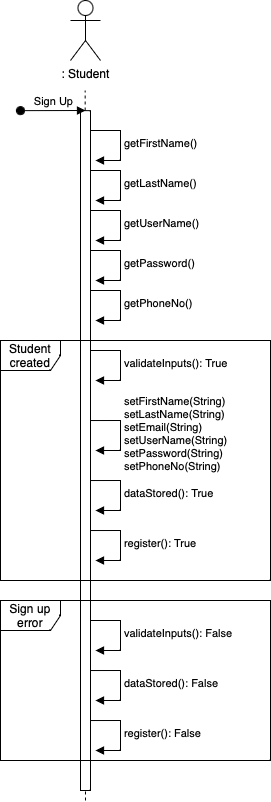 : Student
Sign Up
getFirstName()
getLastName()
getUserName()
getPassword()
getPhoneNo()
Student
created
validateInputs(): True
setFirstName(String)
setLastName(String)
setEmail(String)
setUserName(String)
setPassword(String)
setPhoneNo(String)
dataStored(): True
register(): True
Sign up
error
validateInputs(): False
dataStored(): False
register(): False